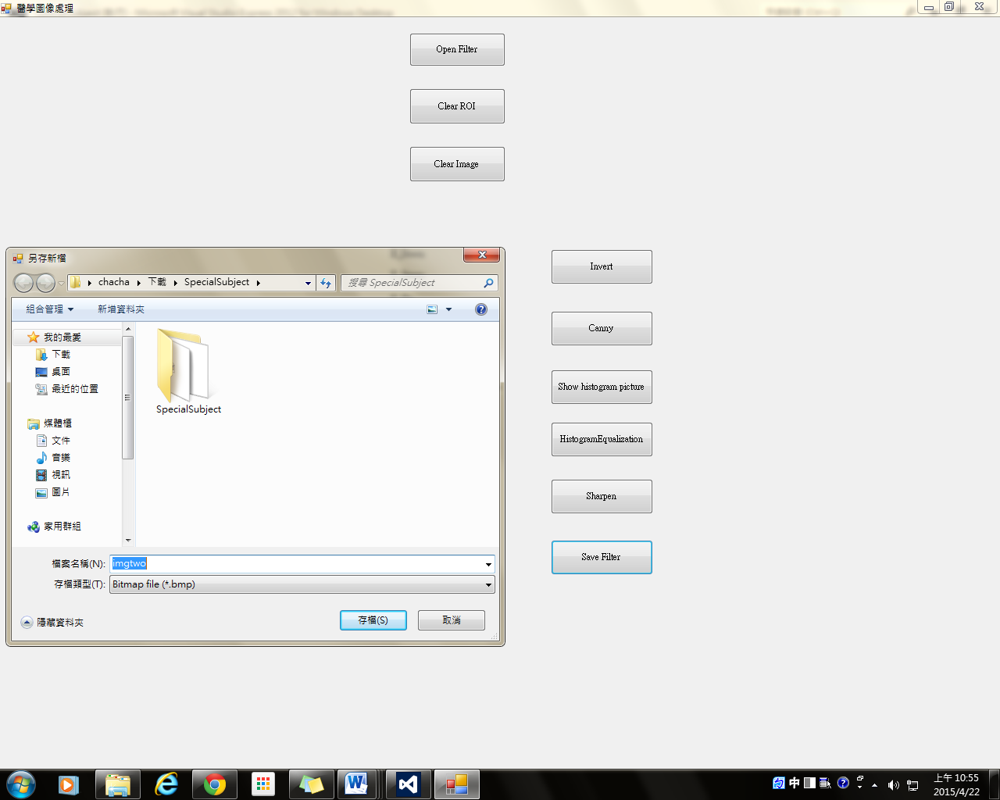 醫學圖像處理
Open Filter
Clear ROI
Clear Image
另存新檔
chacha
下載
SpecialSubject
搜尋 SpecialSubject
組合管理
新增資料夾
我的最愛
下載
桌面
最近的位置
媒體櫃
文件
音樂
視訊
圖片
家用群組
SpecialSubject
檔案名稱(N):
imgtwo
存檔類型(T):
Bitmap file (*.bmp)
隱藏資料夾
存檔(S)
取消
Invert
Canny
Show histogram picture
HistogramEqualization
Sharpen
Save Filter
中
上午 10:55
2015/4/22